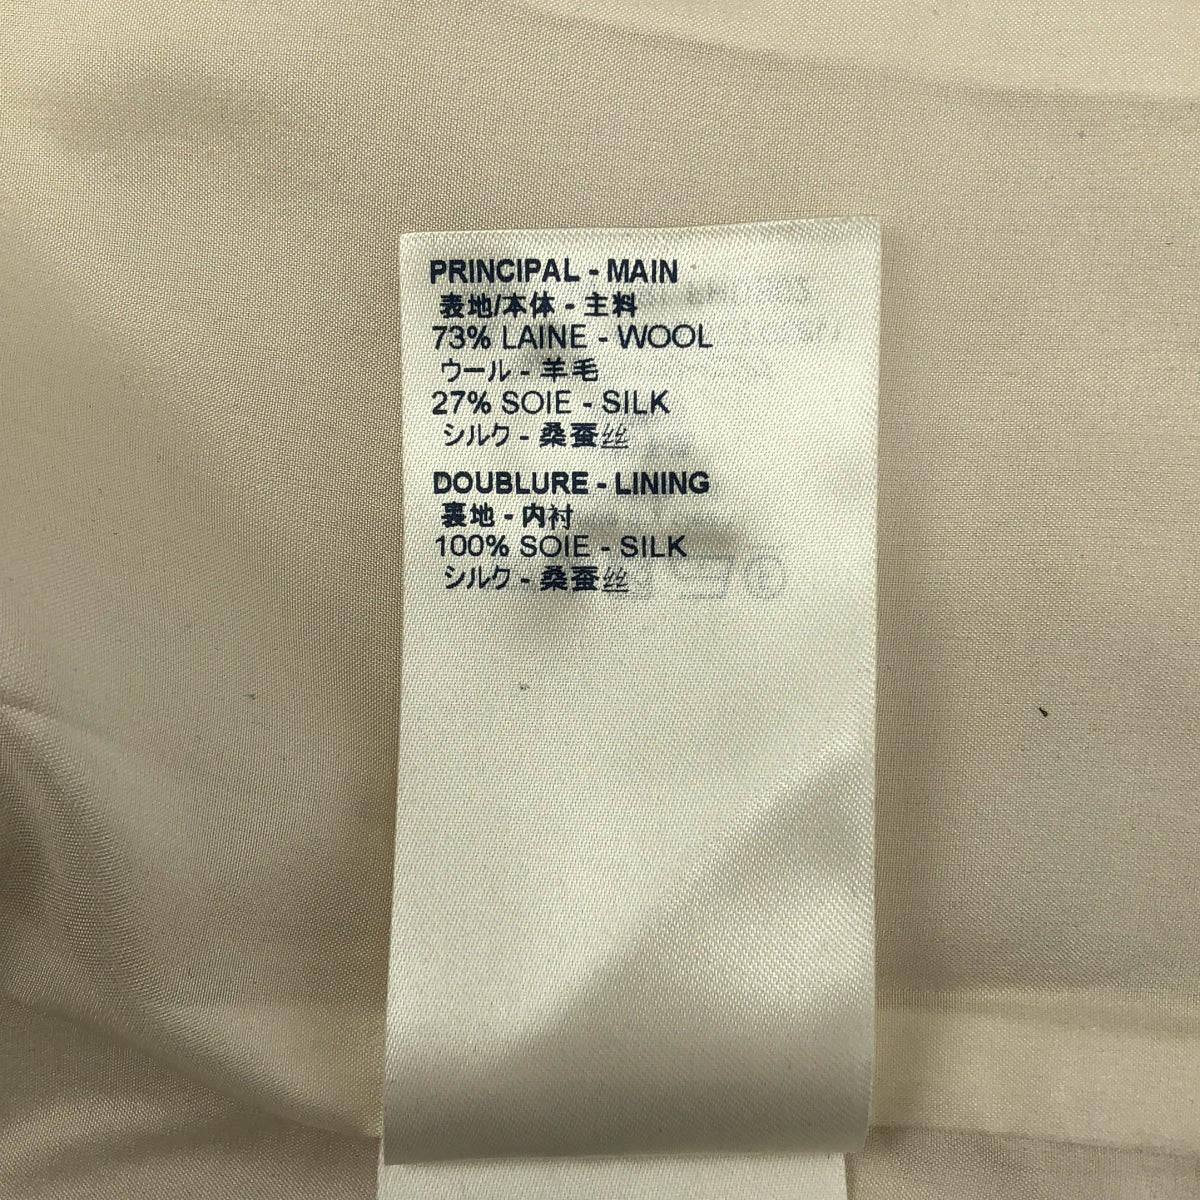 PRINCIPAL - MAIN
表地/本体 - 主料
73% LAINE - WOOL
ウール - 羊毛
27% SOIE - SILK
シルク - 桑蚕丝
DOUBLURE - LINING
裏地 - 内衬
100% SOIE - SILK
シルク - 桑蚕丝